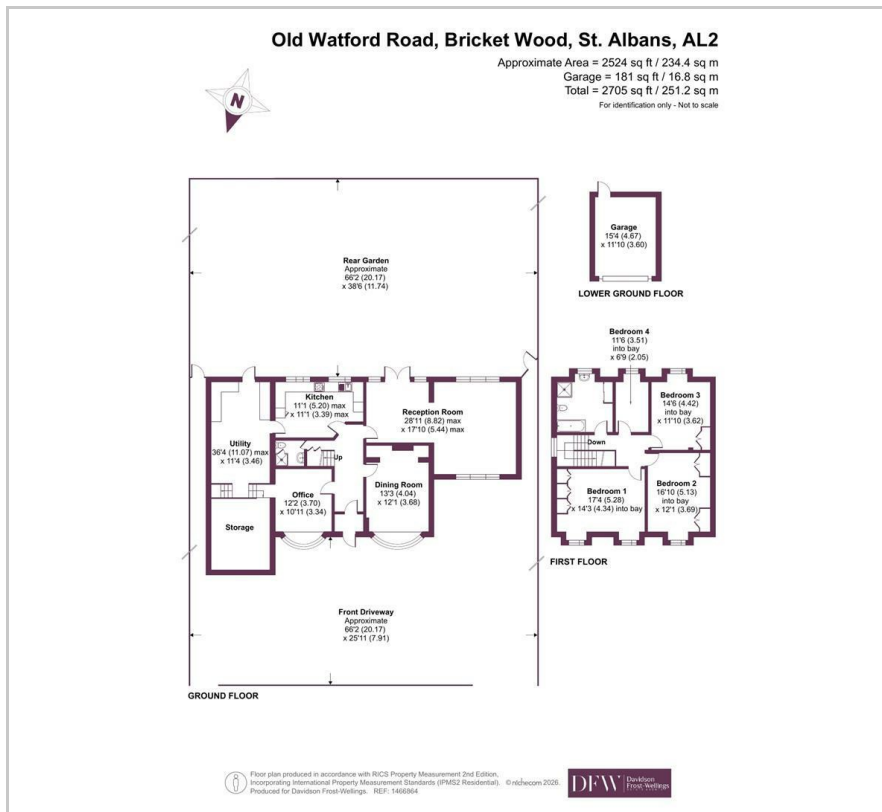 Old Watford Road, Bricket Wood, St. Albans, AL2
Approximate Area = 2524 sq ft / 234.4 sq m
Garage = 181 sq ft / 16.8 sq m
Total = 2705 sq ft / 251.2 sq m
For identification only - Not to scale
N
Garage
15'4 (4.67)
x 11'10 (3.60)
LOWER GROUND FLOOR
Rear Garden
Approximate
66'2 (20.17)
x 38'6 (11.74)
Kitchen
11'1 (5.20) max
x 11'1 (3.39) max
Reception Room
28'11 (8.82) max
x 17'10 (5.44) max
Utility
36'4 (11.07) max
x 11'4 (3.46)
Up
Dining Room
13'3 (4.04)
x 12'1 (3.68)
Office
12'2 (3.70)
x 10'11 (3.34)
Storage
Front Driveway
Approximate
66'2 (20.17)
x 25'11 (7.91)
GROUND FLOOR
Bedroom 4
11'6 (3.51)
into bay
x 6'9 (2.05)
Bedroom 3
14'6 (4.42)
into bay
x 11'10 (3.62)
Down
Bedroom 1
17'4 (5.28)
x 14'3 (4.34) into bay
Bedroom 2
16'10 (5.13)
into bay
x 12'1 (3.69)
FIRST FLOOR
Floor plan produced in accordance with RICS Property Measurement 2nd Edition,
Incorporating International Property Measurement Standards (IPMS2 Residential). © nichecom 2026.
Produced for Davidson Frost-Wellings. REF: 1466864
DFW Davidson
Frost-Wellings